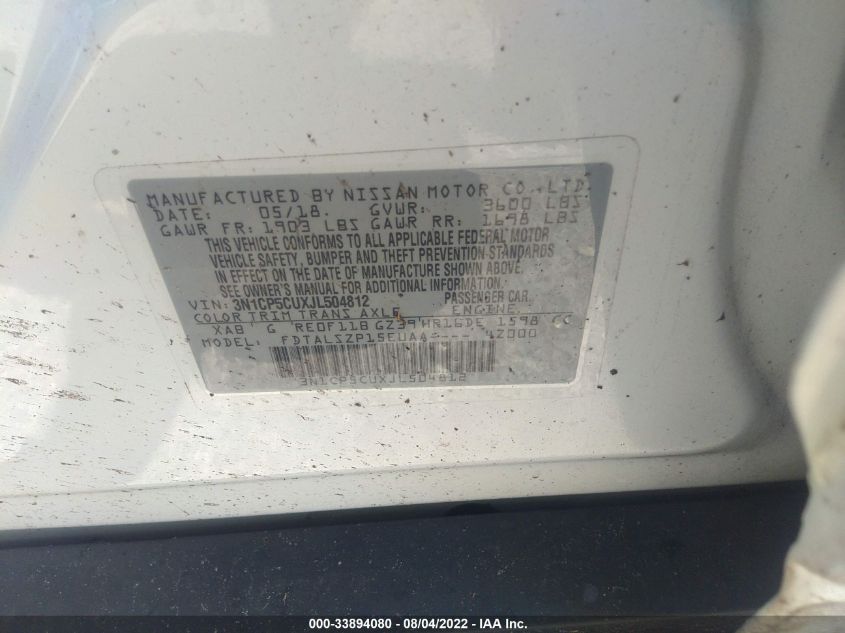 MANUFACTURED BY NISSAN MOTOR CO.,LTD.
DATE: 05/18. GVWR: 3600 LBS
GAWR FR: 1903 LBS GAWR RR: 1698 LBS
THIS VEHICLE CONFORMS TO ALL APPLICABLE FEDERAL MOTOR
VEHICLE SAFETY, BUMPER AND THEFT PREVENTION STANDARDS
IN EFFECT ON THE DATE OF MANUFACTURE SHOWN ABOVE.
SEE OWNER'S MANUAL FOR ADDITIONAL INFORMATION.
VIN: 3N1CP5CUXJL504812 PASSENGER CAR
COLOR TRIM TRANS AXLE ENGINE
XAB G RE0F11B GZ39 HR16DE 1598 CC
MODEL: FDTALSZP15EUAA---- 4Z000
3N1CP5CUXJL504812
000-33894080 - 08/04/2022 - IAA Inc.